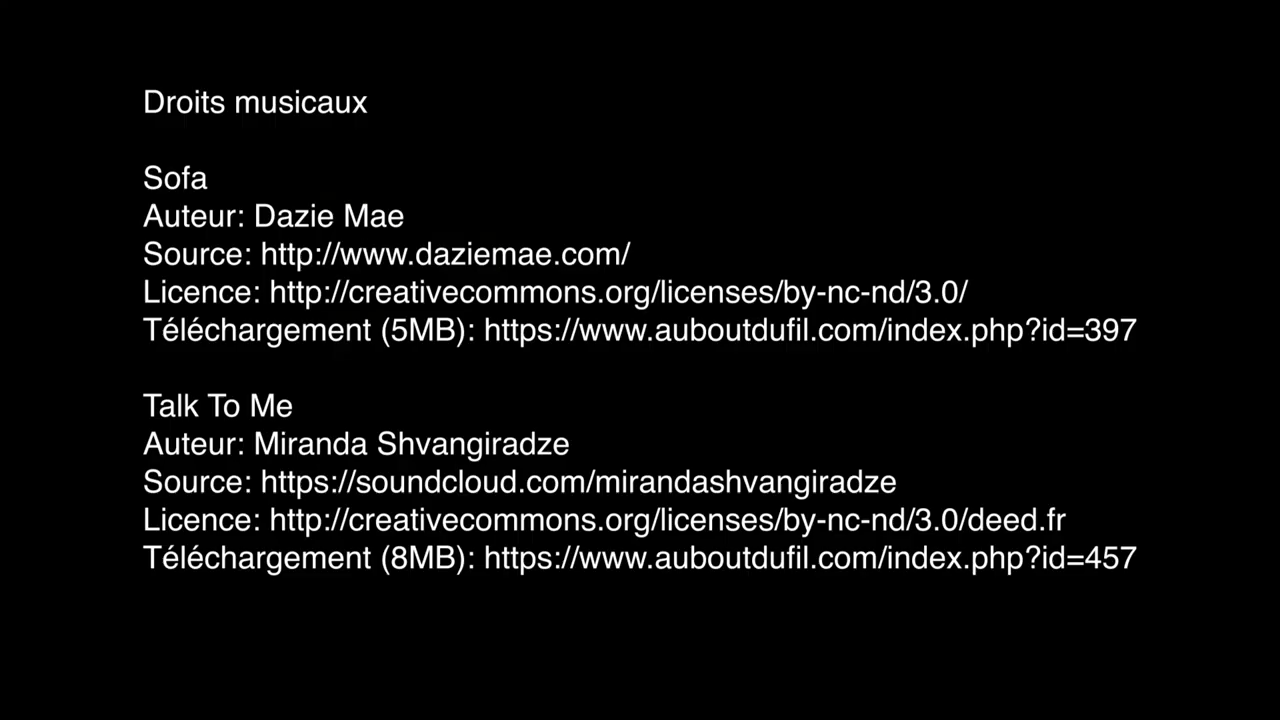 Droits musicaux
Sofa
Auteur: Dazie Mae
Source: http://www.daziemae.com/
Licence: http://creativecommons.org/licenses/by-nc-nd/3.0/
Téléchargement (5MB): https://www.auboutdufil.com/index.php?id=397
Talk To Me
Auteur: Miranda Shvangiradze
Source: https://soundcloud.com/mirandashvangiradze
Licence: http://creativecommons.org/licenses/by-nc-nd/3.0/deed.fr
Téléchargement (8MB): https://www.auboutdufil.com/index.php?id=457